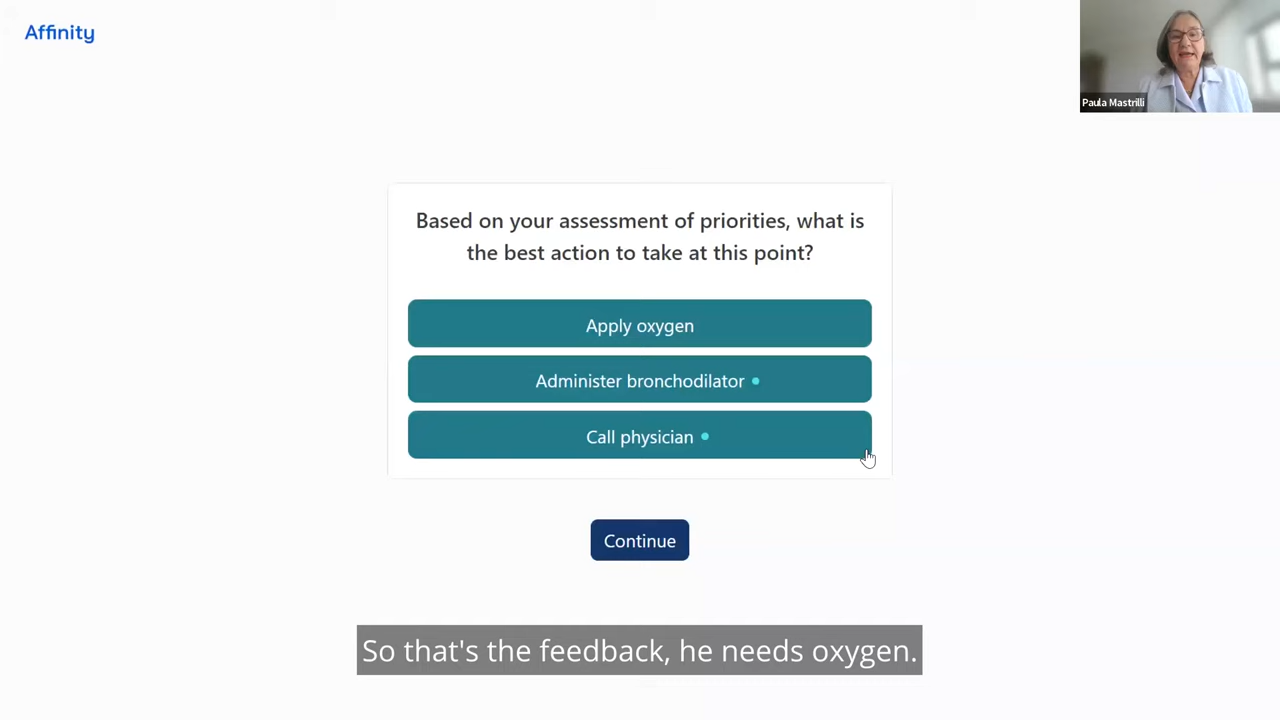 Affinity
Paula Mastrilli
Based on your assessment of priorities, what is
the best action to take at this point?
Apply oxygen
Administer bronchodilator
Call physician
Continue
So that's the feedback, he needs oxygen.